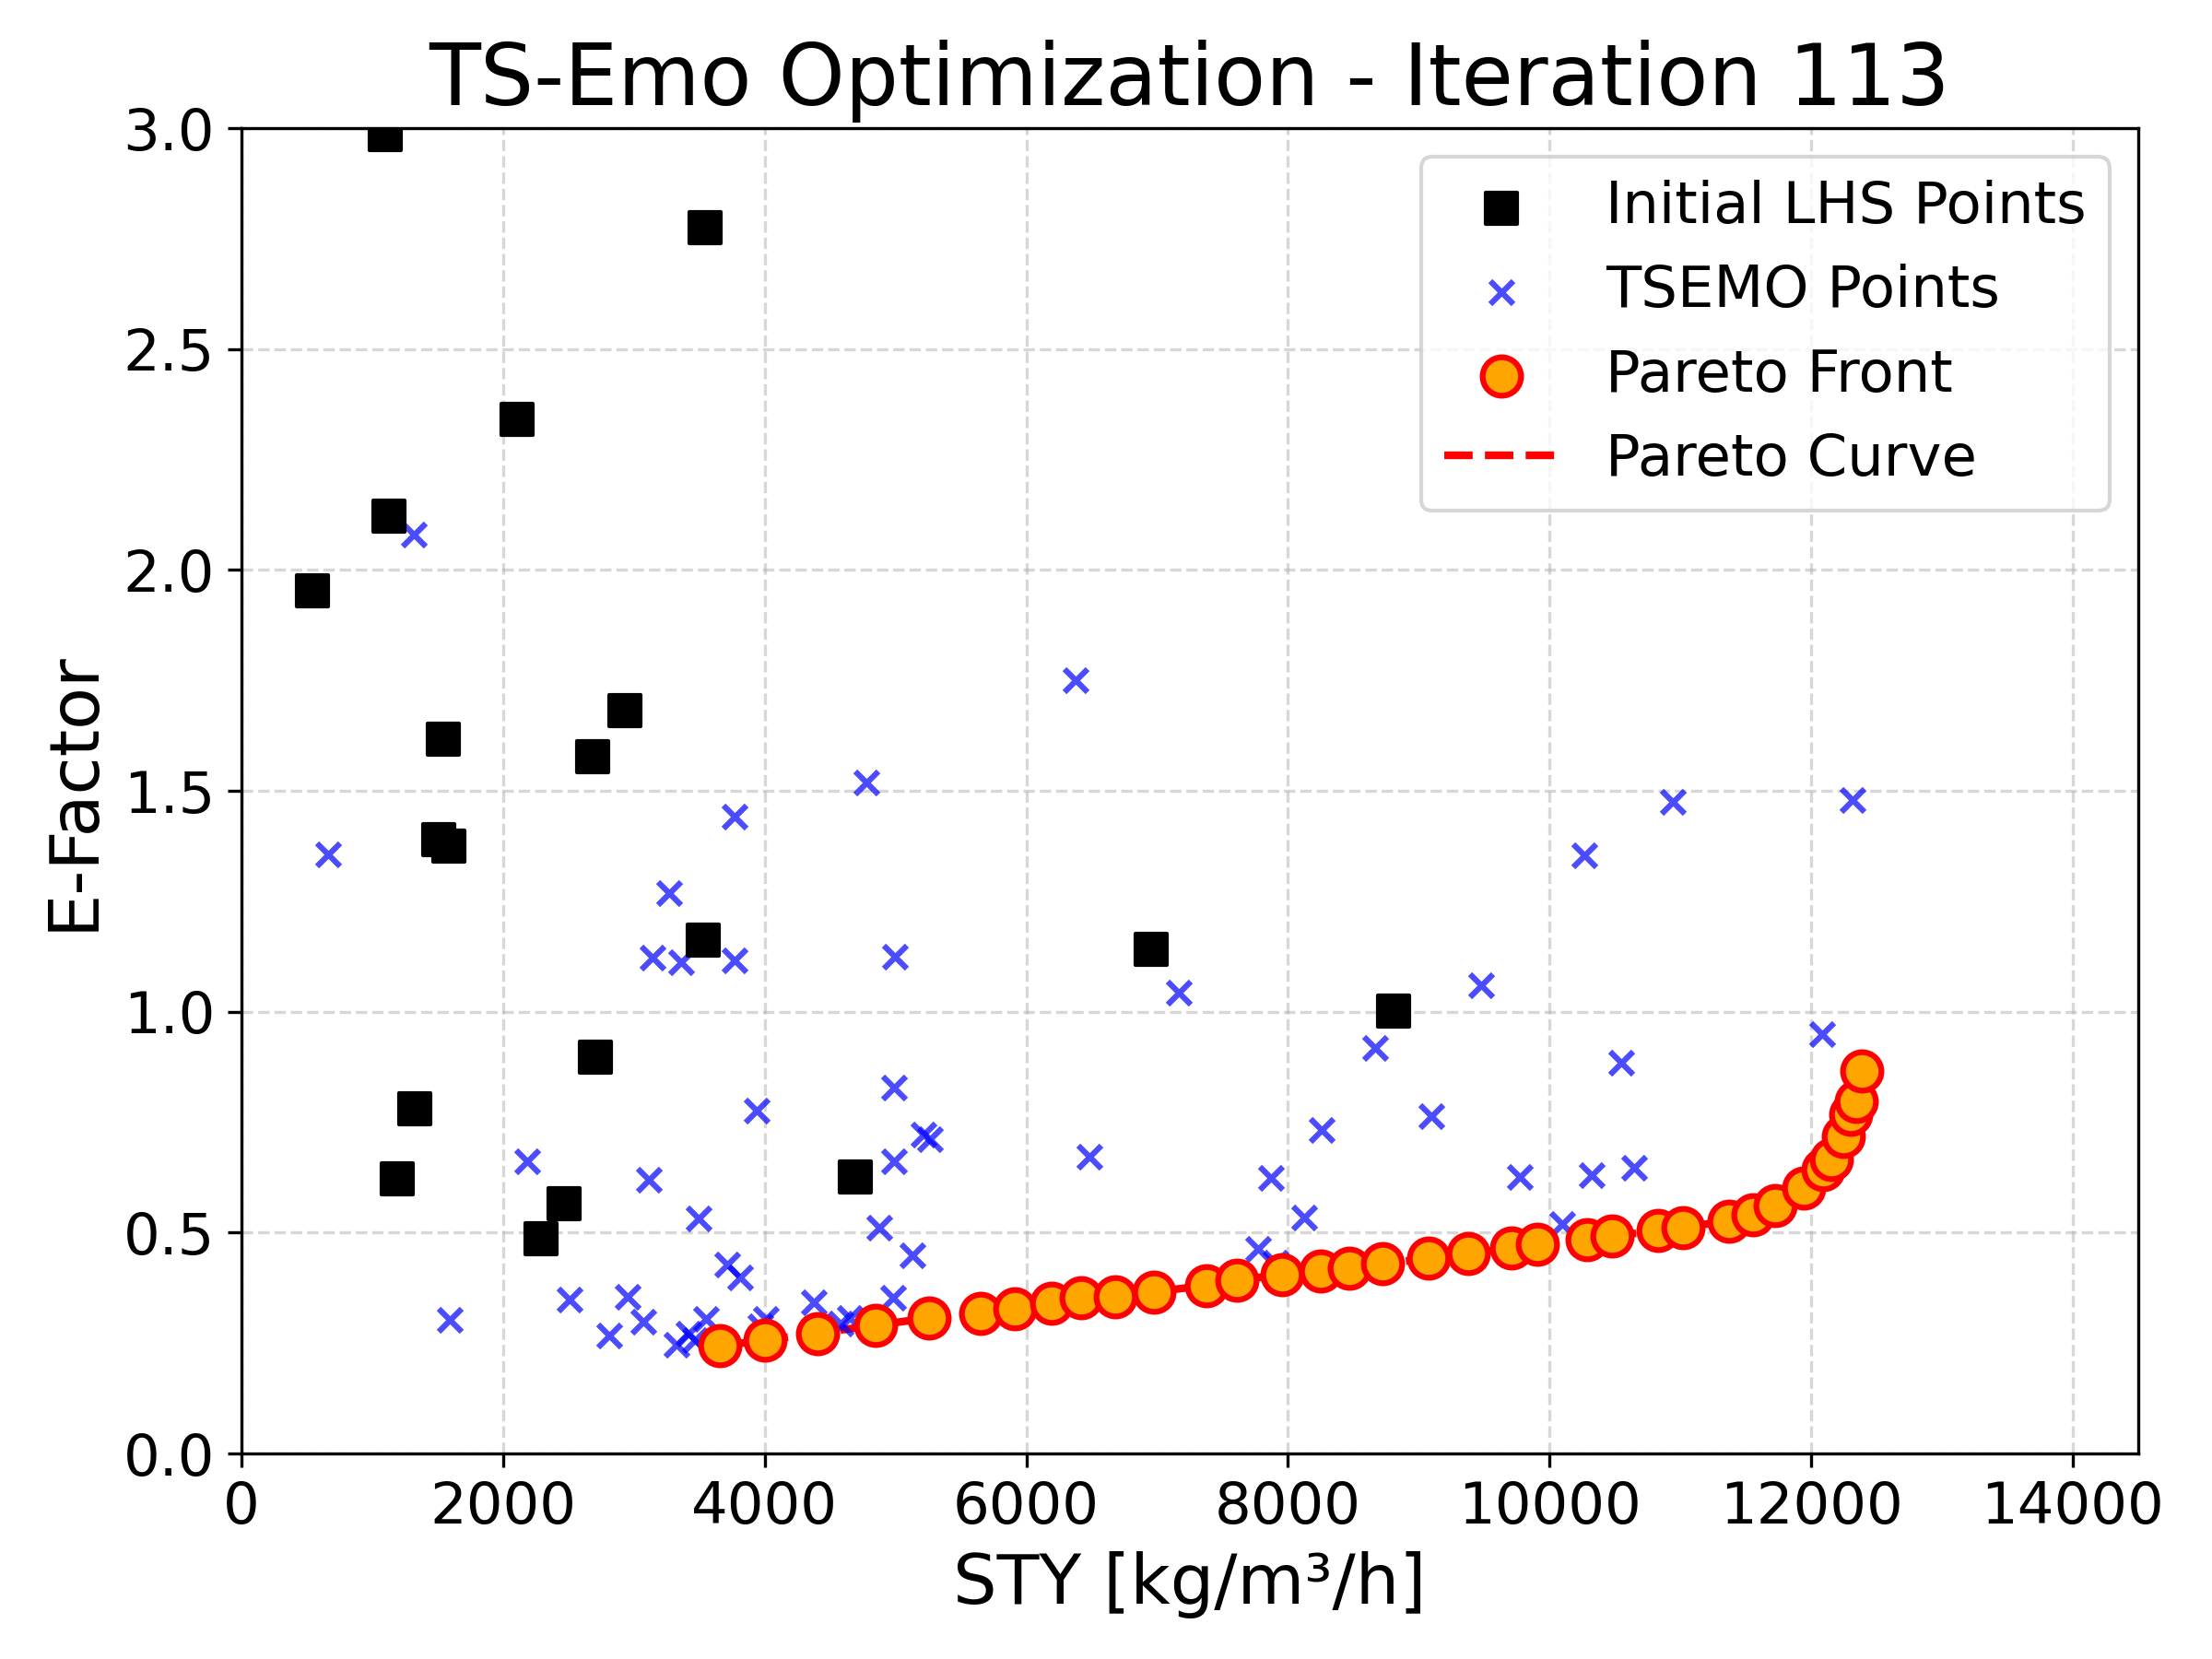 TS-Emo Optimization - Iteration 113
3.0
2.5
2.0
1.5
1.0
0.5
0.0
E-Factor
Initial LHS Points
TSEMO Points
Pareto Front
Pareto Curve
0 2000 4000 6000 8000 10000 12000 14000
STY [kg/m³/h]